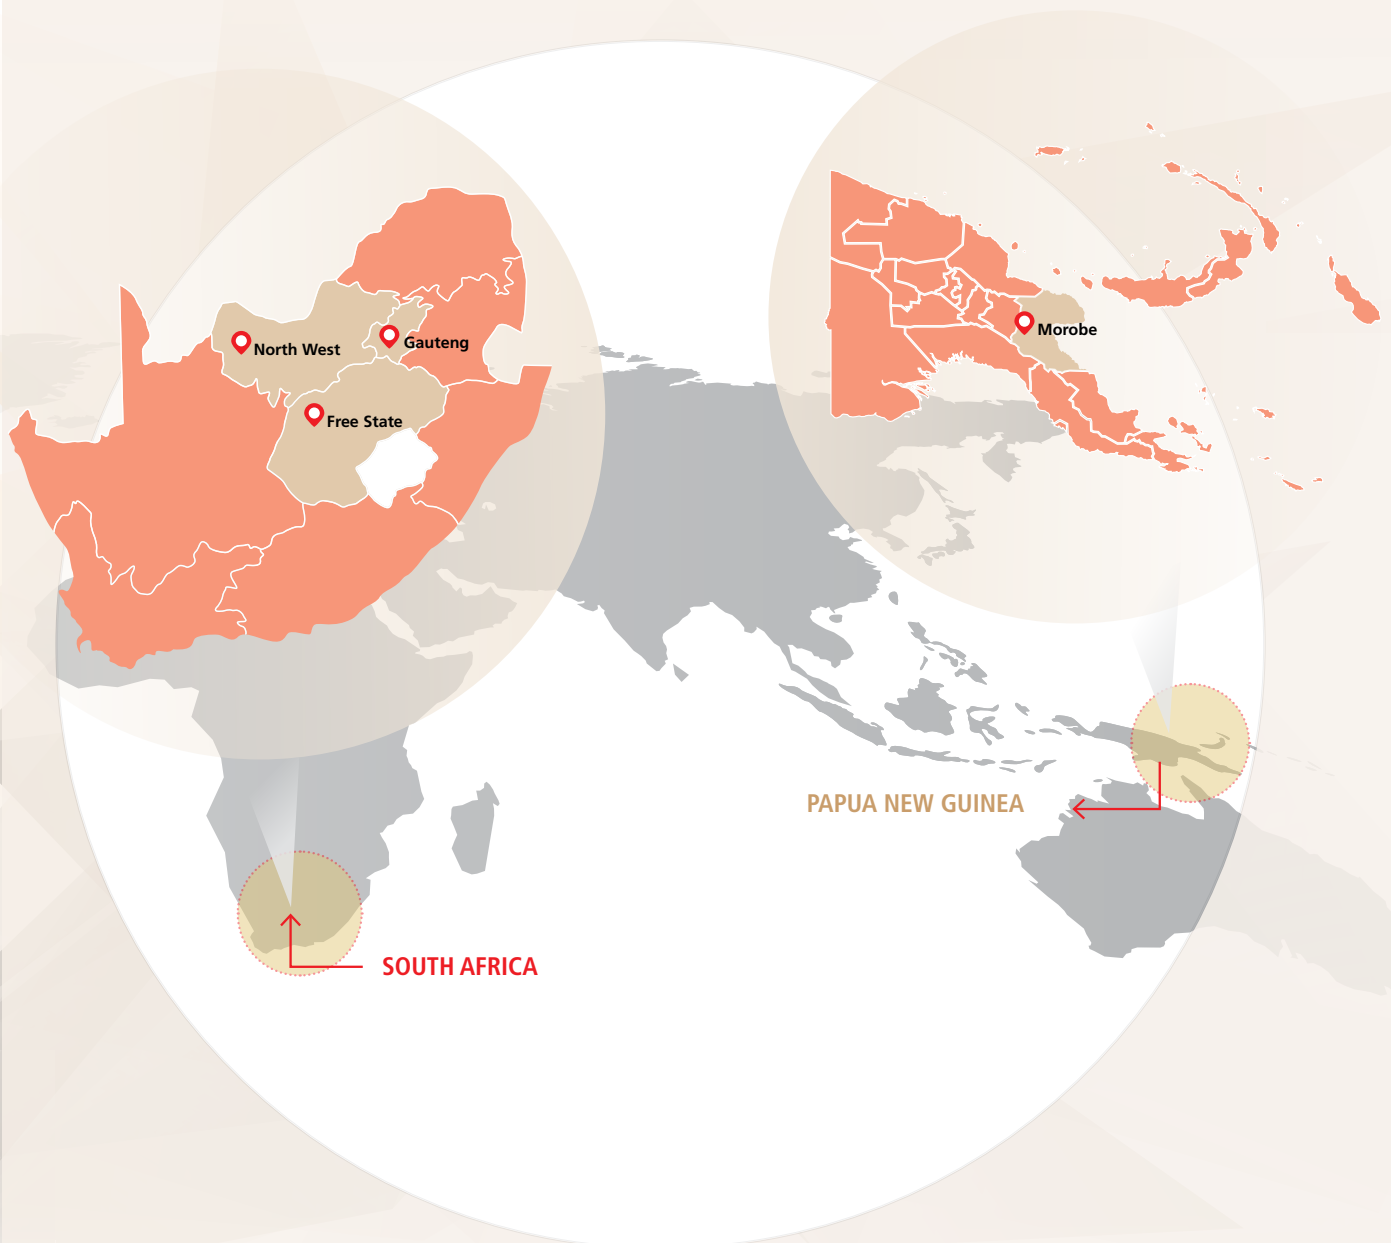 North West
Gauteng
Free State
Morobe
PAPUA NEW GUINEA
SOUTH AFRICA